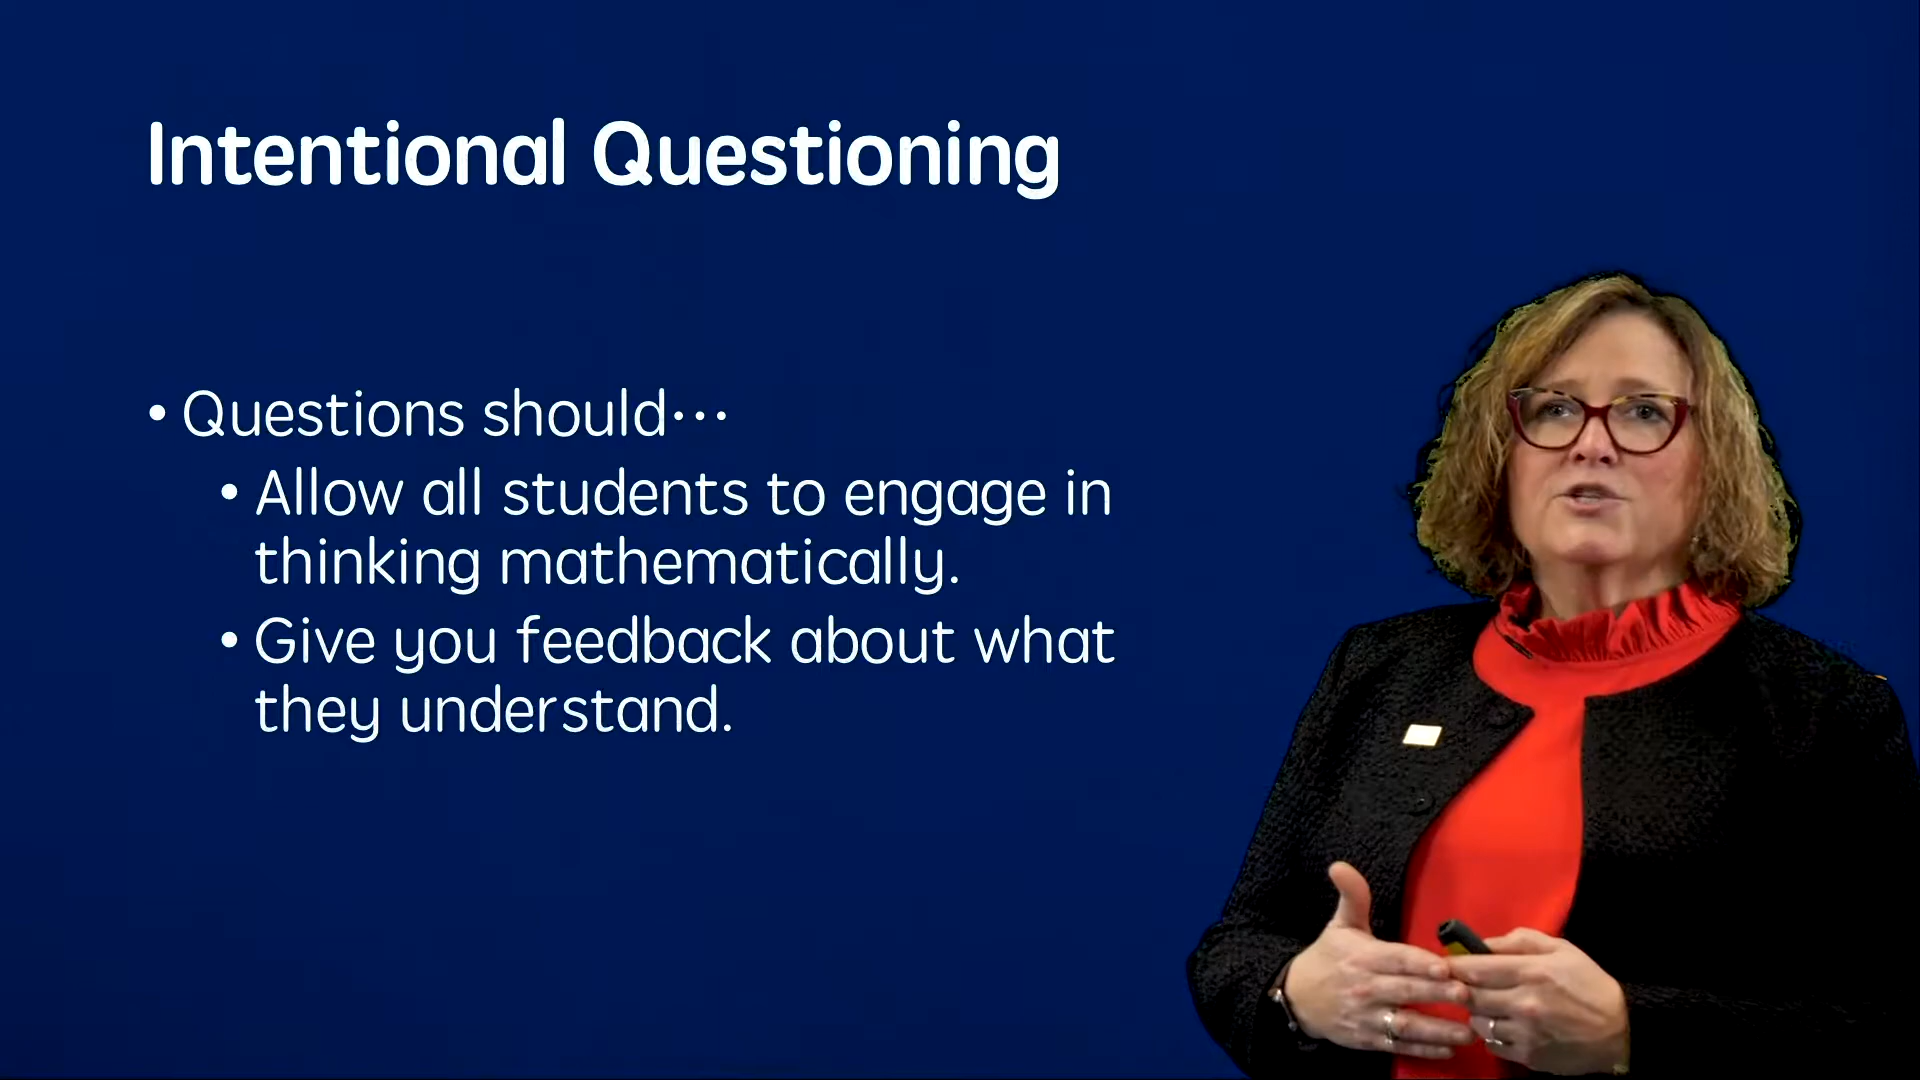 Intentional Questioning
• Questions should…
• Allow all students to engage in
thinking mathematically.
• Give you feedback about what
they understand.